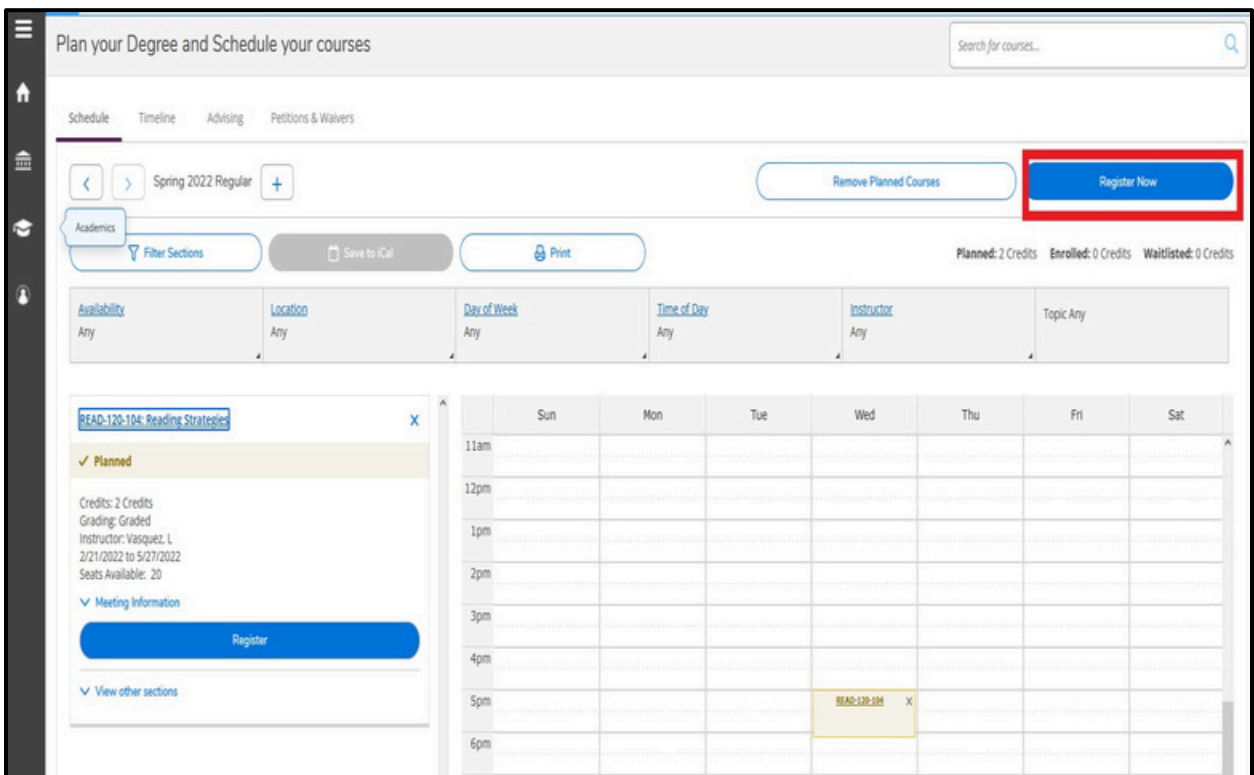 Plan your Degree and Schedule your courses
Search for courses...
Schedule Timeline Advising Petitions & Waivers
Spring 2022 Regular +
Remove Planned Courses
Register Now
Academics
Filter Sections
Save to iCal
Print
Planned: 2 Credits Enrolled: 0 Credits Waitlisted: 0 Credits
Availability
Any
Location
Any
Day of Week
Any
Time of Day
Any
Instructor
Any
Topic Any
READ-120-104: Reading Strategies X
✓ Planned
Credits: 2 Credits
Grading: Graded
Instructor: Vasquez, L
2/21/2022 to 5/27/2022
Seats Available: 20
Meeting Information
Register
View other sections
Sun Mon Tue Wed Thu Fri Sat
11am
12pm
1pm
2pm
3pm
4pm
5pm
READ-120-104 X
6pm